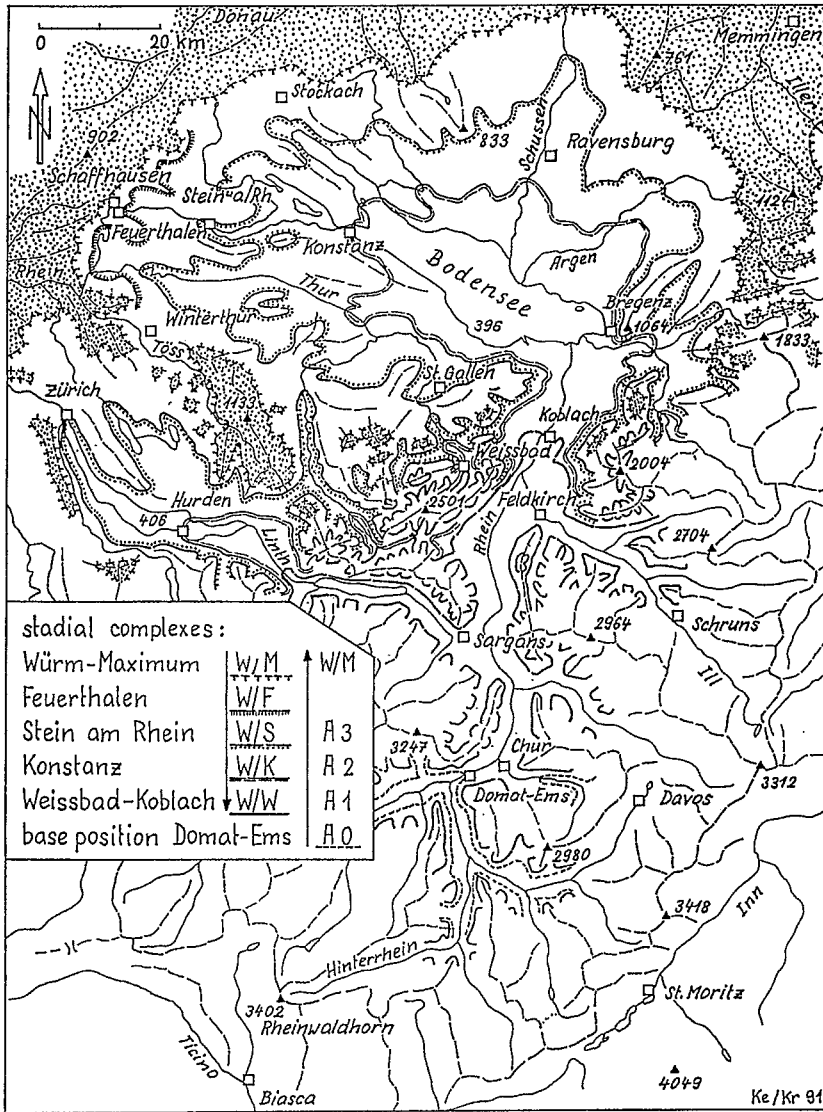 Donau
0 20 km
N
Memmingen
761
Iller
Stockach
902
833
Schussen
Ravensburg
Schaffhausen
Stein-a/Rh.
1121
Feuerthalen
Konstanz
Argen
Bodensee
Rhein
Thur
Bregenz
Winterthur
396
1064
Töss
1833
St.Gallen
Zürich
1133
Koblach
Weissbad
2004
Hurden
2501
Feldkirch
406
Rhein
2704
Linth
Schruns
2964
Sargans
Ill
stadial complexes:
Würm-Maximum W/M W/M
Feuerthalen W/F
Stein am Rhein W/S A 3
Konstanz W/K A 2
Weissbad-Koblach W/W A 1
base position Domat-Ems A 0
3247
Chur
3312
Domat-Ems
Davos
2980
3418
Inn
Hinterrhein
St.Moritz
3402
Rheinwaldhorn
Ticino
4049
Biasca
Ke/Kr 91